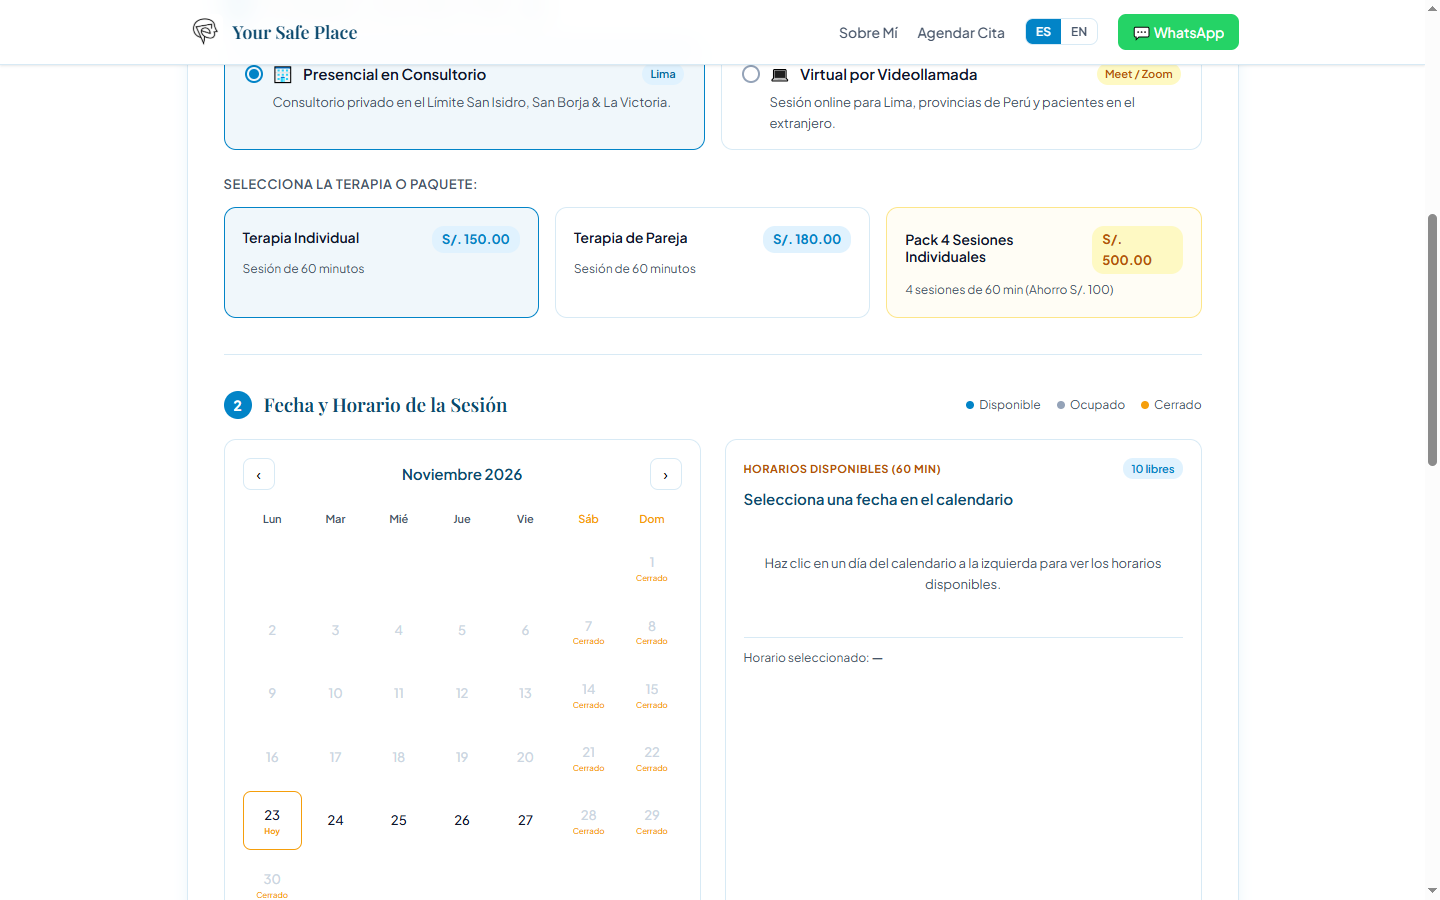 Your Safe Place
Sobre Mí
Agendar Cita
ES
EN
💬 WhatsApp
Presencial en Consultorio
Lima
Consultorio privado en el Límite San Isidro, San Borja & La Victoria.
Virtual por Videollamada
Meet / Zoom
Sesión online para Lima, provincias de Perú y pacientes en el
extranjero.
SELECCIONA LA TERAPIA O PAQUETE:
Terapia Individual
S/. 150.00
Sesión de 60 minutos
Terapia de Pareja
S/. 180.00
Sesión de 60 minutos
Pack 4 Sesiones
Individuales
S/.
500.00
4 sesiones de 60 min (Ahorro S/. 100)
2
Fecha y Horario de la Sesión
Disponible
Ocupado
Cerrado
‹
Noviembre 2026
›
Lun Mar Mié Jue Vie Sáb Dom
1
Cerrado
2 3 4 5 6 7 8
Cerrado Cerrado
9 10 11 12 13 14 15
Cerrado Cerrado
16 17 18 19 20 21 22
Cerrado Cerrado
23 24 25 26 27 28 29
Hoy Cerrado Cerrado
30
Cerrado
HORARIOS DISPONIBLES (60 MIN)
10 libres
Selecciona una fecha en el calendario
Haz clic en un día del calendario a la izquierda para ver los horarios
disponibles.
Horario seleccionado: —